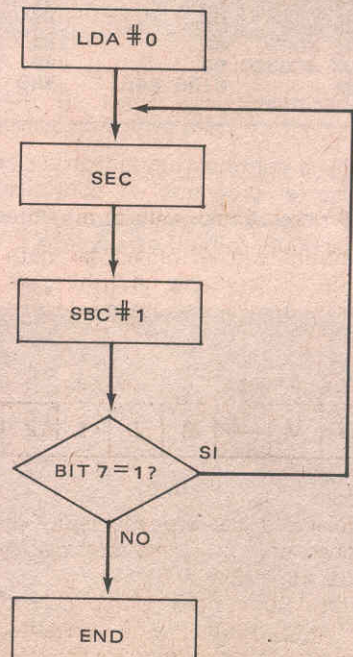 LDA #0
SEC
SBC #1
BIT 7=1?
SI
NO
END